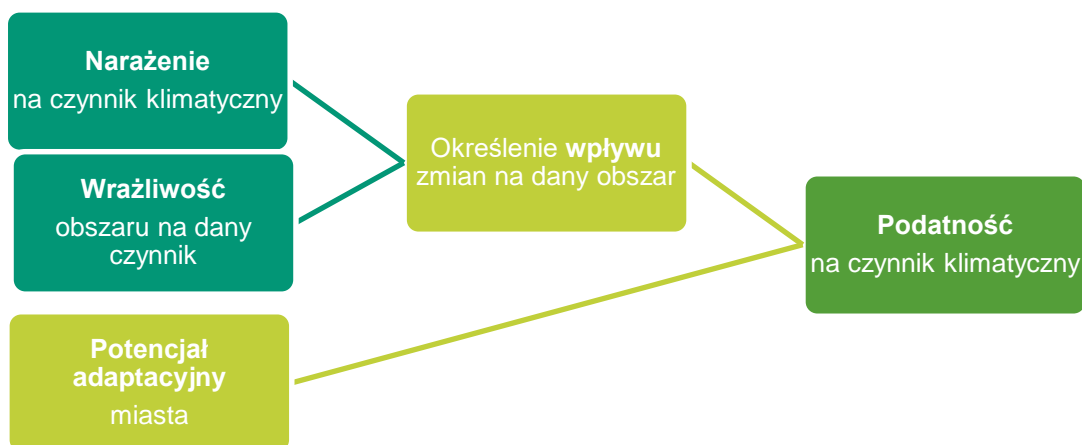 Narażenie
na czynnik klimatyczny
Wrażliwość
obszaru na dany
czynnik
Potencjał
adaptacyjny
miasta
Określenie wpływu
zmian na dany obszar
Podatność
na czynnik klimatyczny